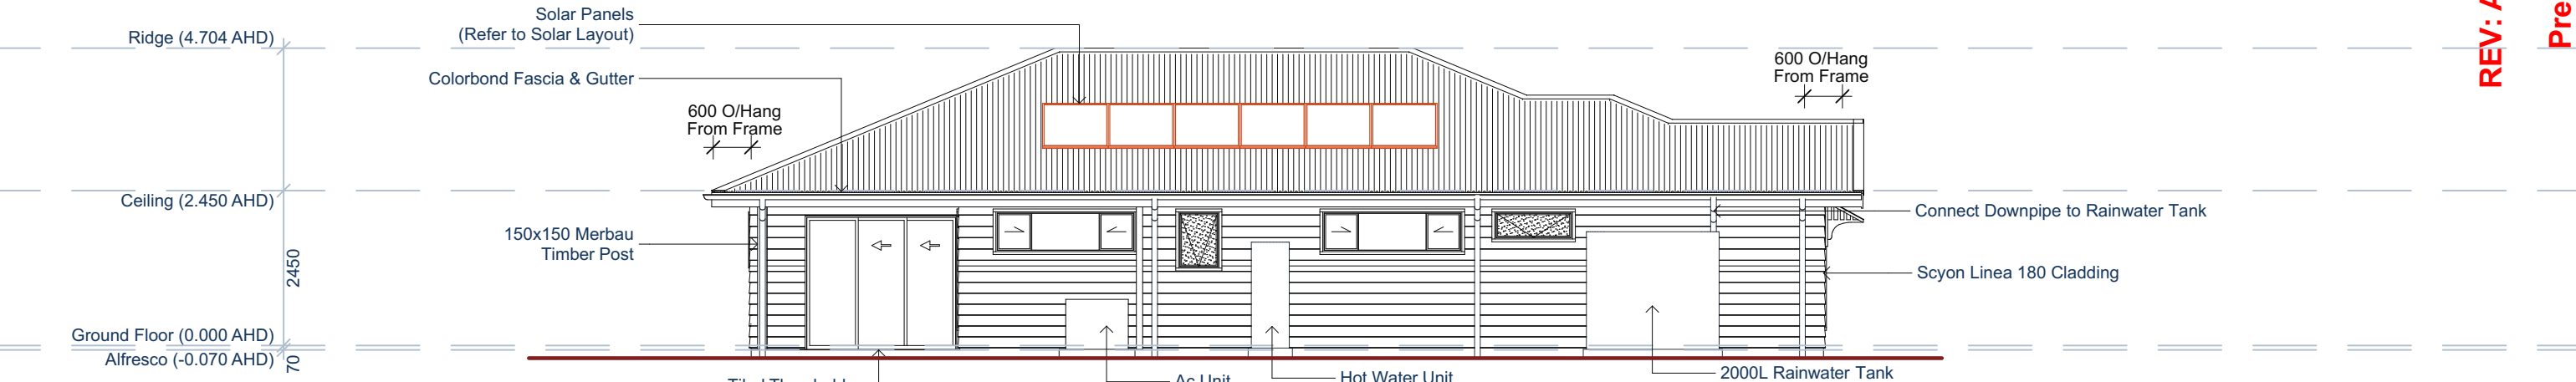 Solar Panels
(Refer to Solar Layout)
Ridge (4.704 AHD)
Colorbond Fascia & Gutter
600 O/Hang
From Frame
600 O/Hang
From Frame
REV: A
Pre
Ceiling (2.450 AHD)
150x150 Merbau
Timber Post
Connect Downpipe to Rainwater Tank
2450
Scyon Linea 180 Cladding
Ground Floor (0.000 AHD)
Alfresco (-0.070 AHD)
70
Ac Unit
Hot Water Unit
2000L Rainwater Tank